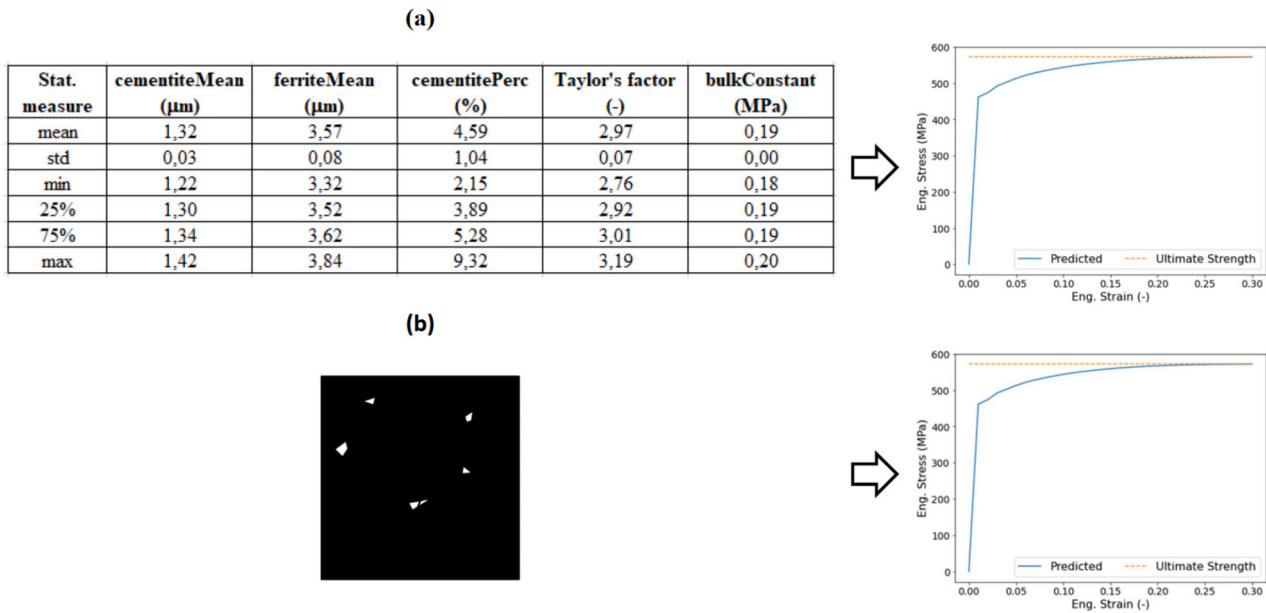 (a)
Stat. measure cementiteMean (μm) ferriteMean (μm) cementitePerc (%) Taylor's factor (-) bulkConstant (MPa)
mean 1,32 3,57 4,59 2,97 0,19
std 0,03 0,08 1,04 0,07 0,00
min 1,22 3,32 2,15 2,76 0,18
25% 1,30 3,52 3,89 2,92 0,19
75% 1,34 3,62 5,28 3,01 0,19
max 1,42 3,84 9,32 3,19 0,20
Eng. Stress (MPa)
600
500
400
300
200
100
0
Predicted Ultimate Strength
0.00 0.05 0.10 0.15 0.20 0.25 0.30
Eng. Strain (-)
(b)
Eng. Stress (MPa)
600
500
400
300
200
100
0
Predicted Ultimate Strength
0.00 0.05 0.10 0.15 0.20 0.25 0.30
Eng. Strain (-)